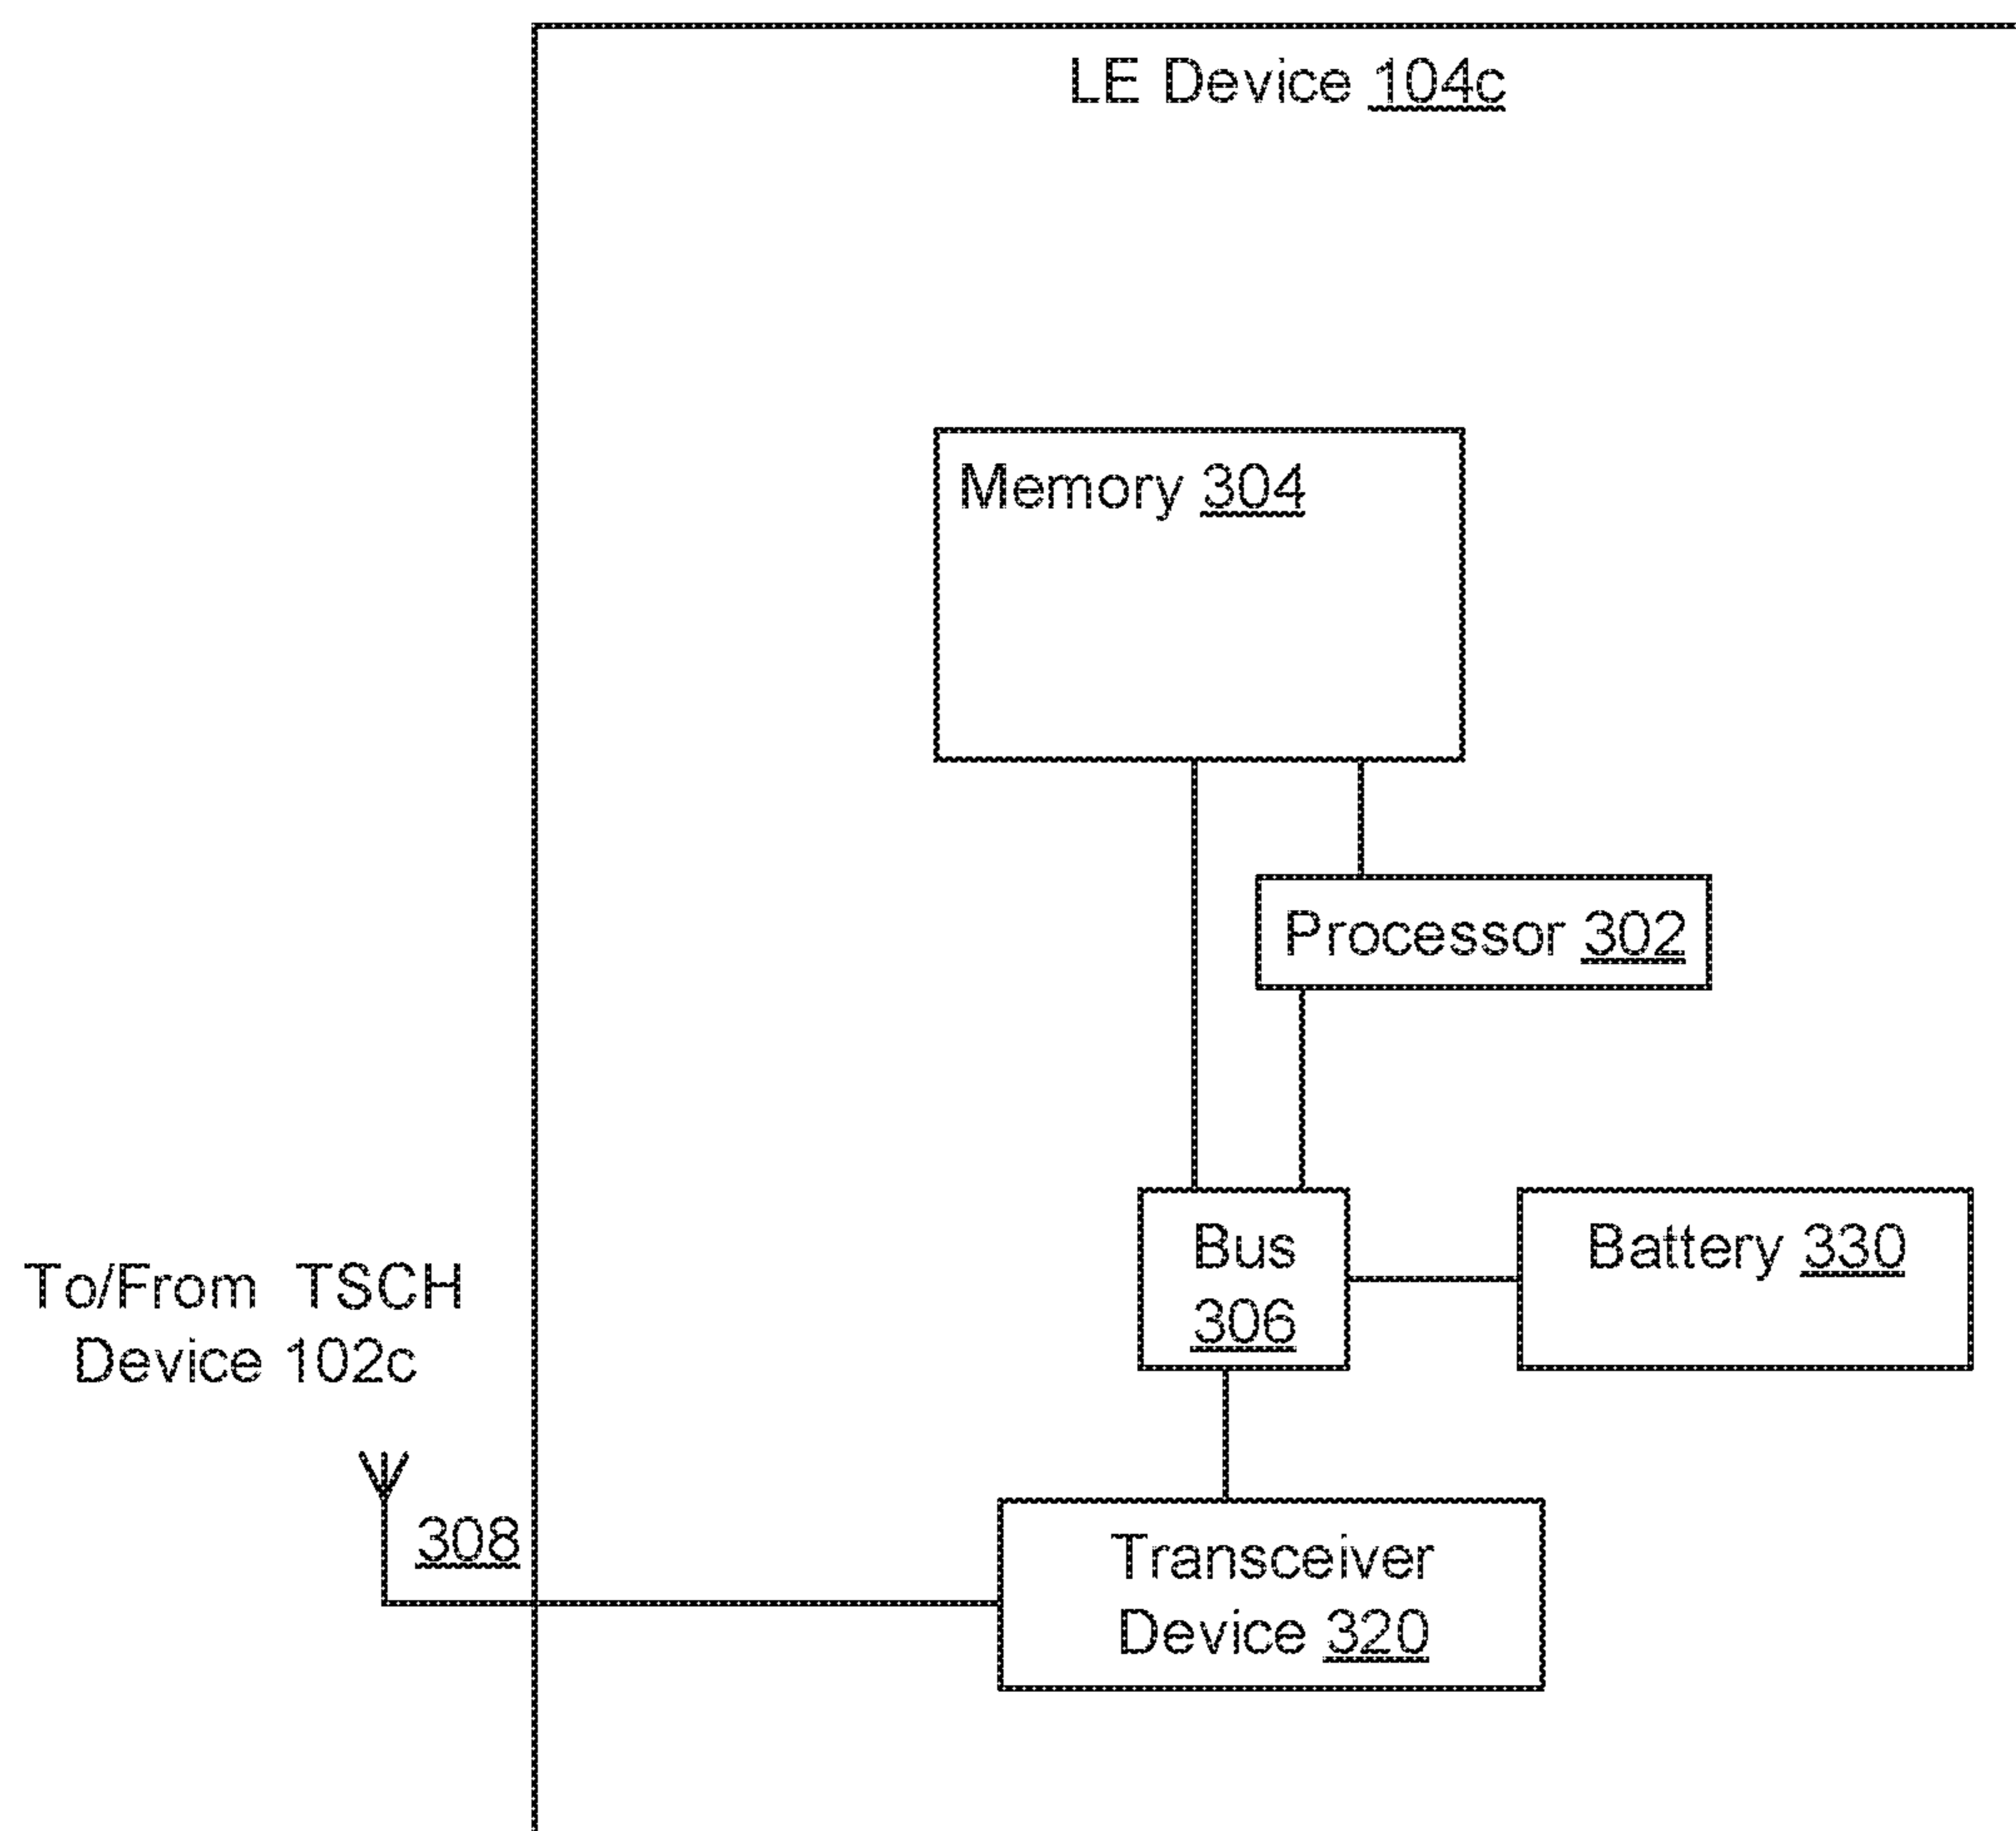 LE Device 104c
Memory 304
Processor 302
Bus
306
Battery 330
To/From TSCH
Device 102c
308
Transceiver
Device 320